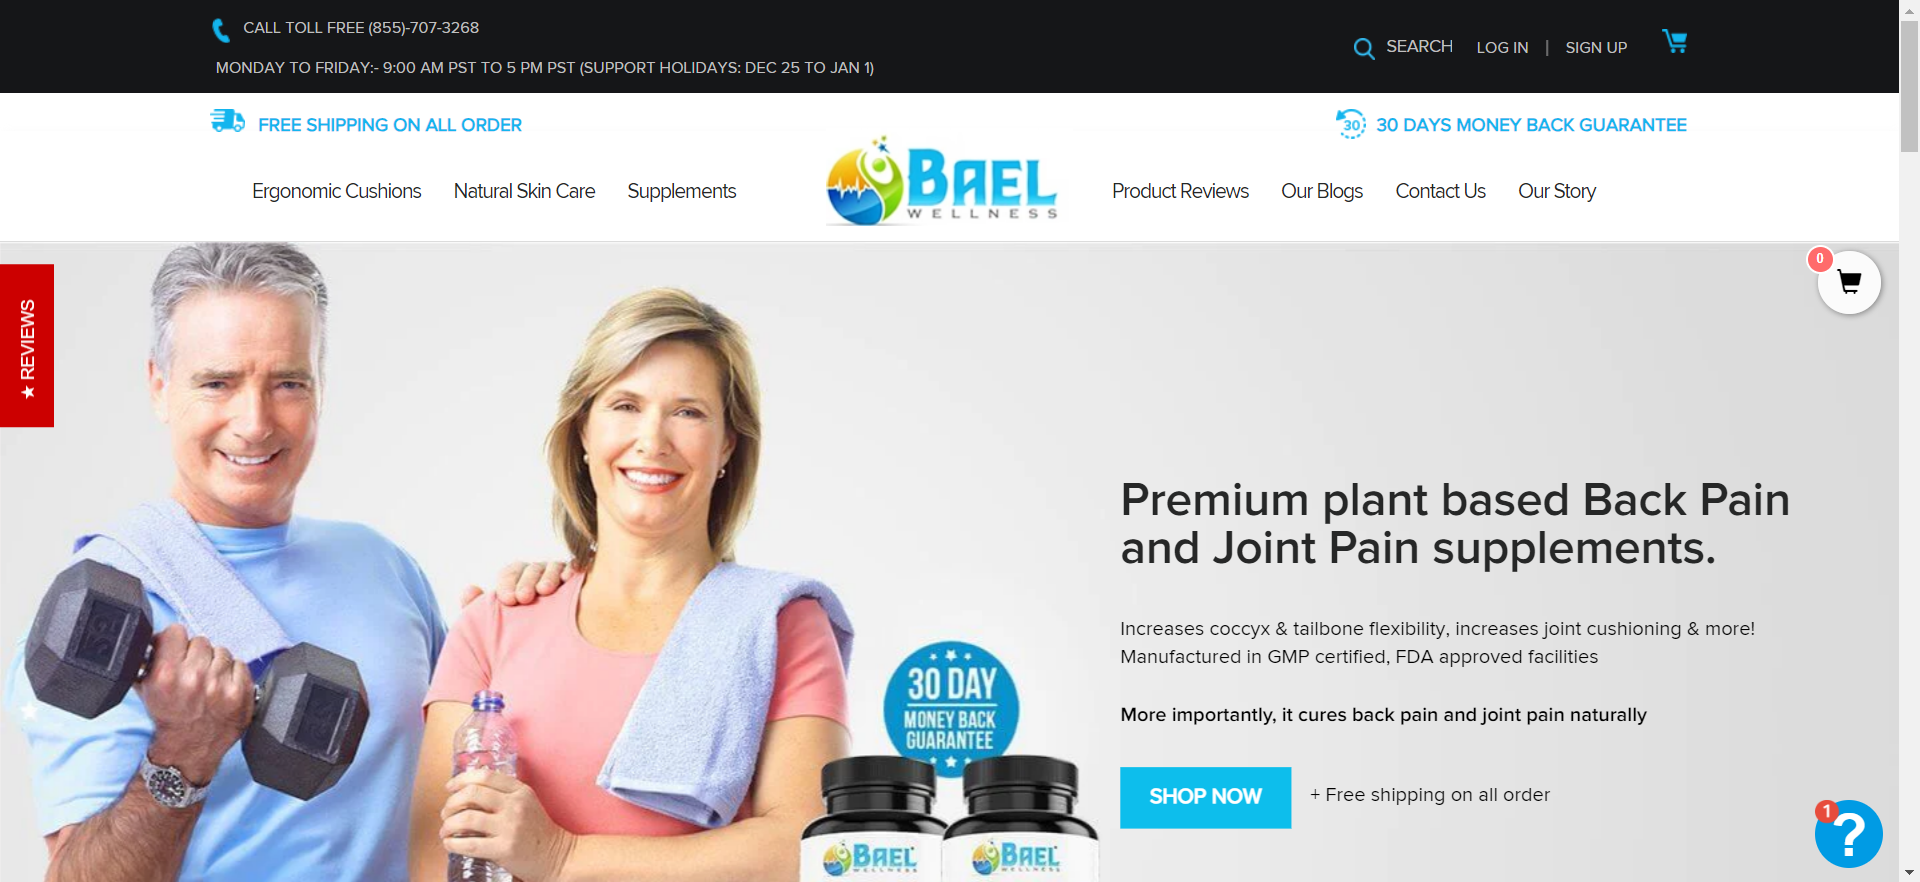 CALL TOLL FREE (855)-707-3268
MONDAY TO FRIDAY:- 9:00 AM PST TO 5 PM PST (SUPPORT HOLIDAYS: DEC 25 TO JAN 1)
SEARCH
LOG IN | SIGN UP
FREE SHIPPING ON ALL ORDER
30
30 DAYS MONEY BACK GUARANTEE
Ergonomic Cushions
Natural Skin Care
Supplements
BAEL
WELLNESS
Product Reviews
Our Blogs
Contact Us
Our Story
0
★ REVIEWS
Premium plant based Back Pain
and Joint Pain supplements.
Increases coccyx & tailbone flexibility, increases joint cushioning & more!
Manufactured in GMP certified, FDA approved facilities
More importantly, it cures back pain and joint pain naturally
SHOP NOW
+ Free shipping on all order
30 DAY
MONEY BACK
GUARANTEE
BAEL
WELLNESS
BAEL
WELLNESS
1
?